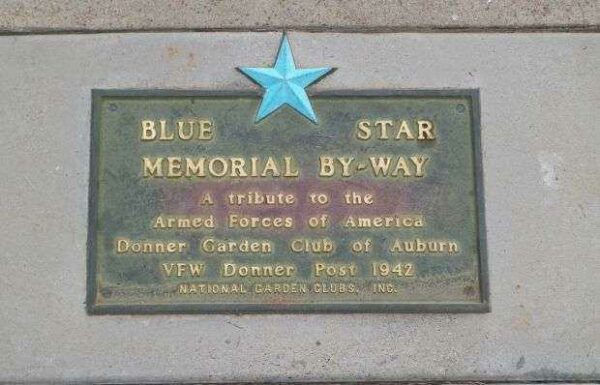 BLUE STAR
MEMORIAL BY-WAY
A tribute to the
Armed Forces of America
Donner Garden Club of Auburn
VFW Donner Post 1942
NATIONAL GARDEN CLUBS, INC.